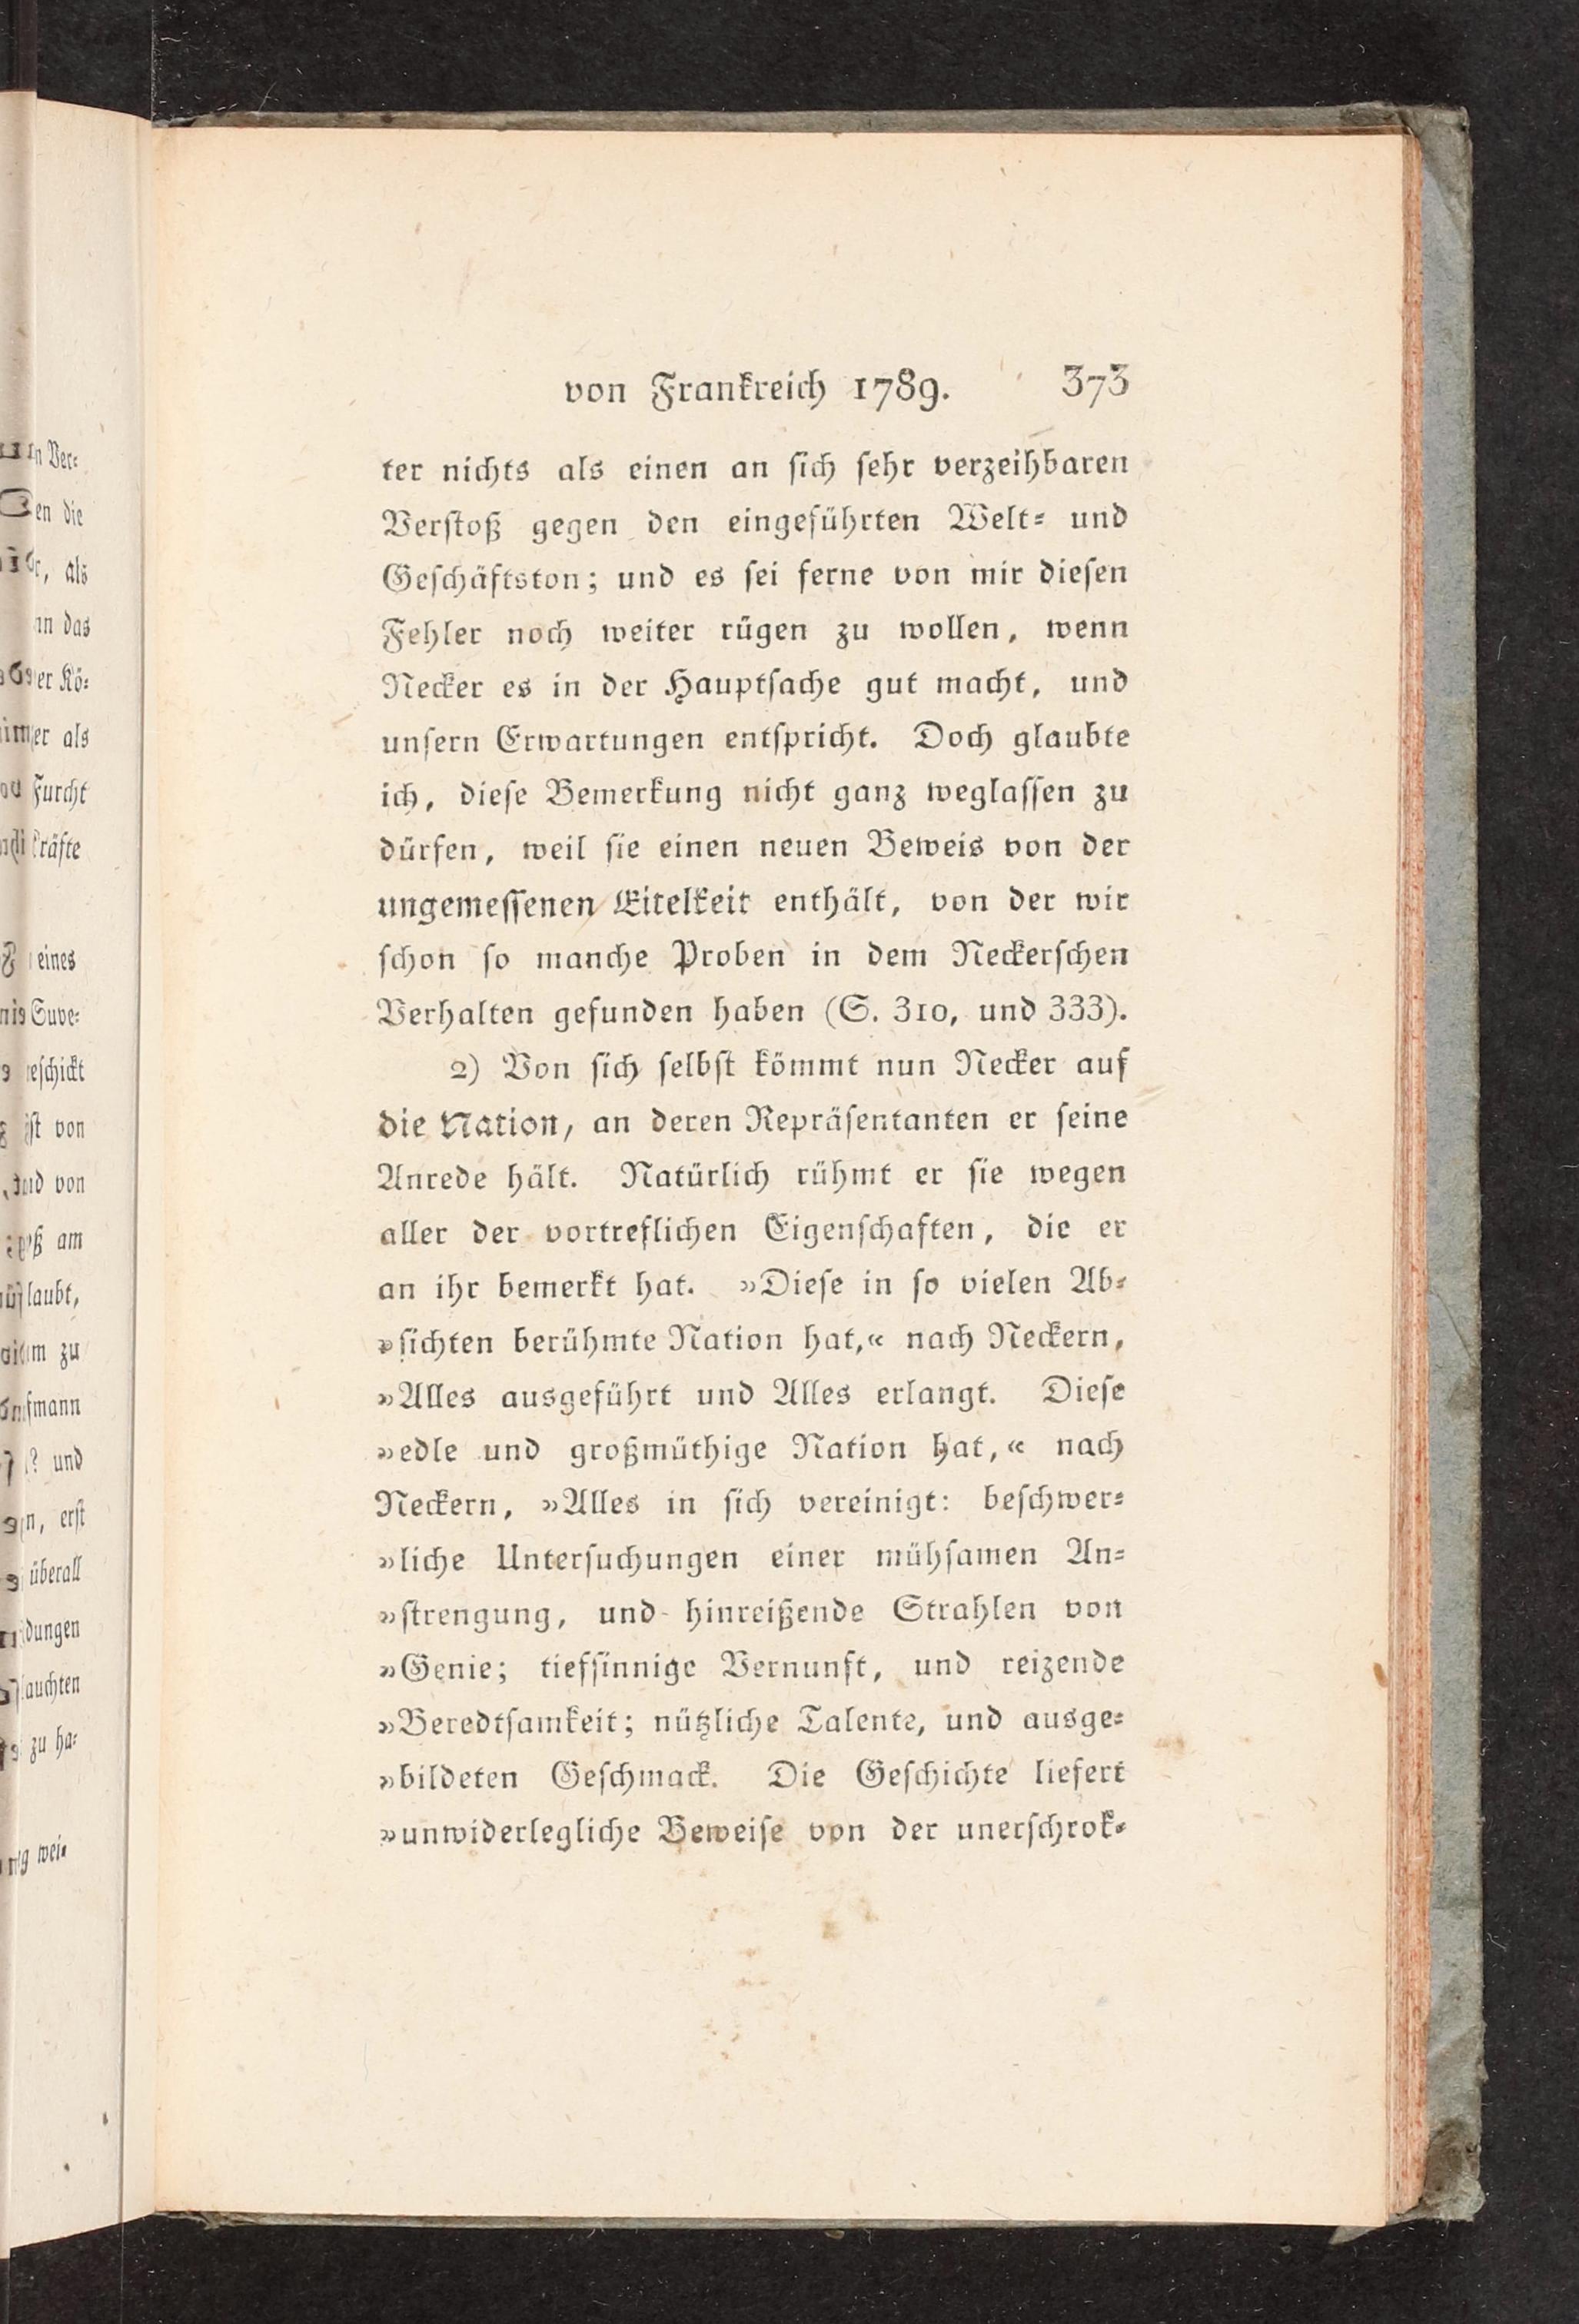 von Frankreich 1789. 373
ter nichts als einen an sich sehr verzeihbaren
Verstoß gegen den eingeführten Welt- und
Geschäftston; und es sei ferne von mir diesen
Fehler noch weiter rügen zu wollen, wenn
Necker es in der Hauptsache gut macht, und
unsern Erwartungen entspricht. Doch glaubte
ich, diese Bemerkung nicht ganz weglassen zu
dürfen, weil sie einen neuen Beweis von der
ungemessenen Eitelkeit enthält, von der wir
schon so manche Proben in dem Neckerschen
Verhalten gefunden haben (S. 310, und 333).
2) Von sich selbst kömmt nun Necker auf
die Nation, an deren Repräsentanten er seine
Anrede hält. Natürlich rühmt er sie wegen
aller der vortreflichen Eigenschaften, die er
an ihr bemerkt hat. »Diese in so vielen Ab-
»sichten berühmte Nation hat,« nach Neckern,
»Alles ausgeführt und Alles erlangt. Diese
»edle und großmüthige Nation hat,« nach
Neckern, »Alles in sich vereinigt: beschwer-
»liche Untersuchungen einer mühsamen An-
»strengung, und hinreißende Strahlen von
»Genie; tiefsinnige Vernunft, und reizende
»Beredtsamkeit; nützliche Talente, und ausge-
»bildeten Geschmack. Die Geschichte liefert
»unwiderlegliche Beweise von der unerschrok-